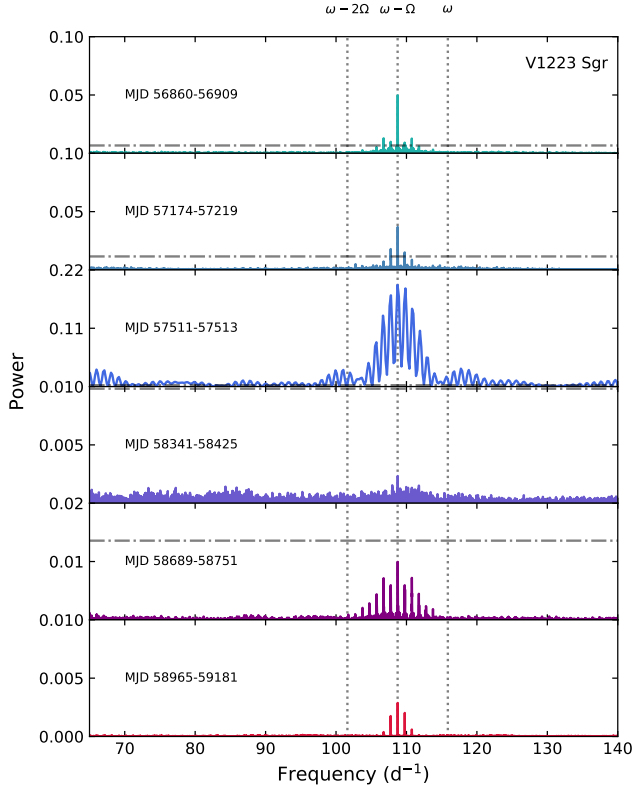 ω − 2Ω ω − Ω ω
0.10
V1223 Sgr
MJD 56860-56909
0.05
0.10
MJD 57174-57219
0.05
0.22
MJD 57511-57513
0.11
0.010
MJD 58341-58425
0.005
0.02
MJD 58689-58751
0.01
0.010
MJD 58965-59181
0.005
0.000
70 80 90 100 110 120 130 140
Power
Frequency (d⁻¹)